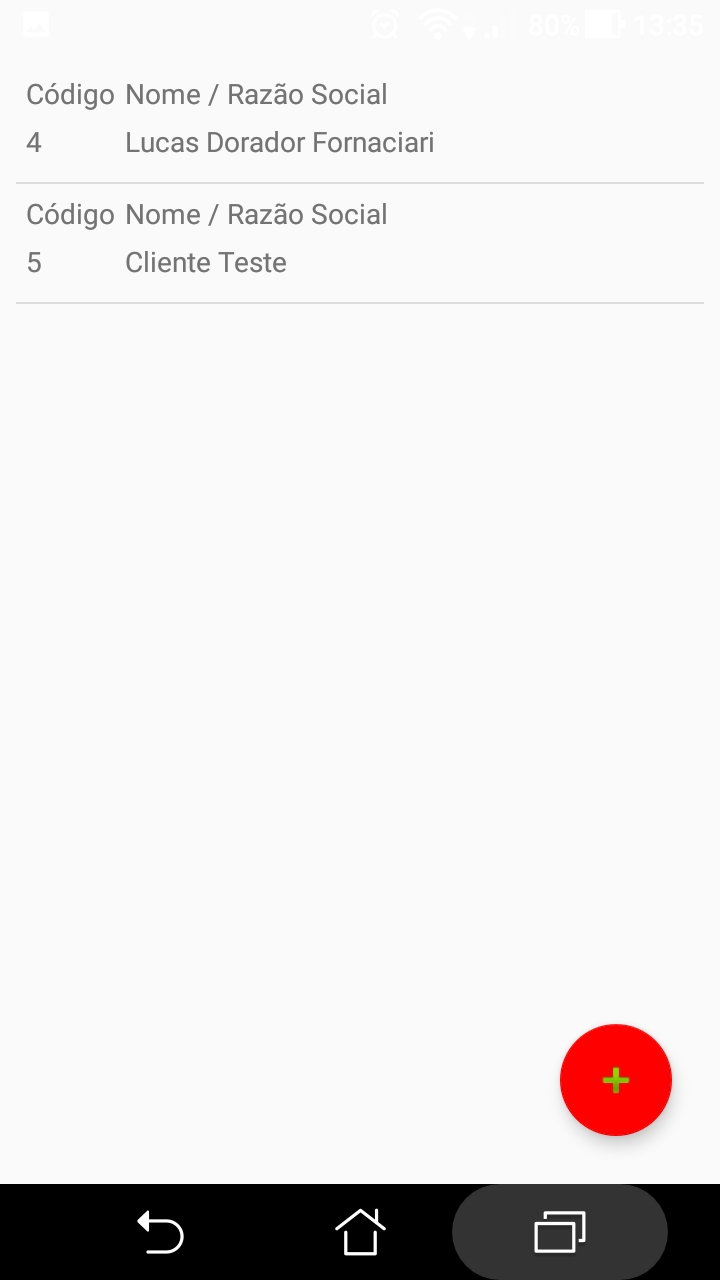 80% 13:35
Código Nome / Razão Social
4 Lucas Dorador Fornaciari
Código Nome / Razão Social
5 Cliente Teste
+